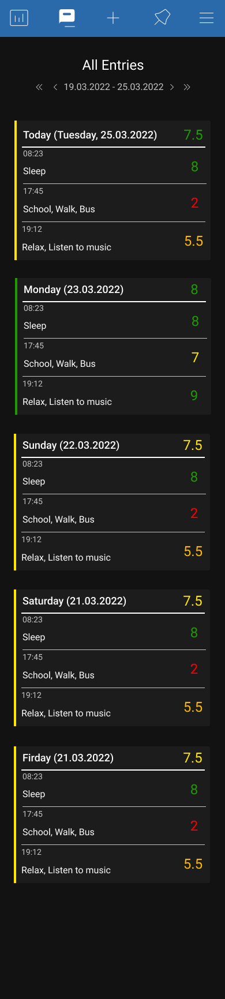 All Entries
19.03.2022 - 25.03.2022
Today (Tuesday, 25.03.2022) 7.5
08:23
Sleep 8
17:45
School, Walk, Bus 2
19:12
Relax, Listen to music 5.5
Monday (23.03.2022) 8
08:23
Sleep 8
17:45
School, Walk, Bus 7
19:12
Relax, Listen to music 9
Sunday (22.03.2022) 7.5
08:23
Sleep 8
17:45
School, Walk, Bus 2
19:12
Relax, Listen to music 5.5
Saturday (21.03.2022) 7.5
08:23
Sleep 8
17:45
School, Walk, Bus 2
19:12
Relax, Listen to music 5.5
Firday (21.03.2022) 7.5
08:23
Sleep 8
17:45
School, Walk, Bus 2
19:12
Relax, Listen to music 5.5